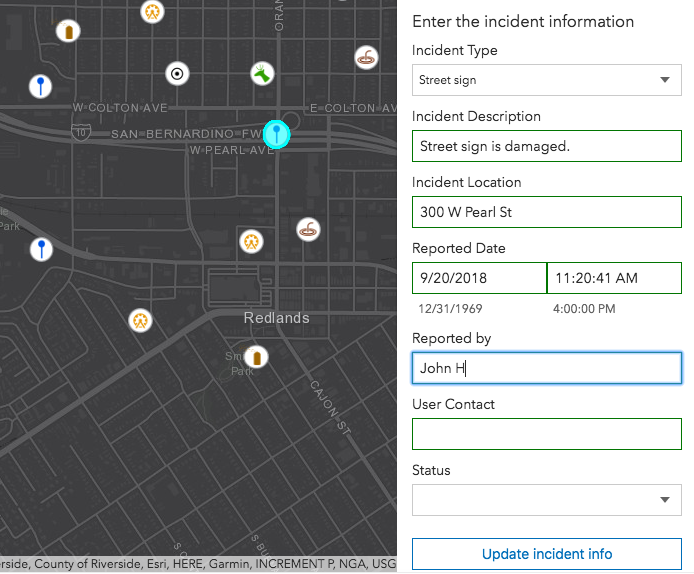 ORAN
W COLTON AVE
E COLTON AV
10
SAN BERNARDINO FW
W PEARL AVE
Park
Redlands
Park
CAJON ST
rside, County of Riverside, Esri, HERE, Garmin, INCREMENT P, NGA, USG
Enter the incident information
Incident Type
Street sign
Incident Description
Street sign is damaged.
Incident Location
300 W Pearl St
Reported Date
9/20/2018
11:20:41 AM
12/31/1969
4:00:00 PM
Reported by
John H
User Contact
Status
Update incident info